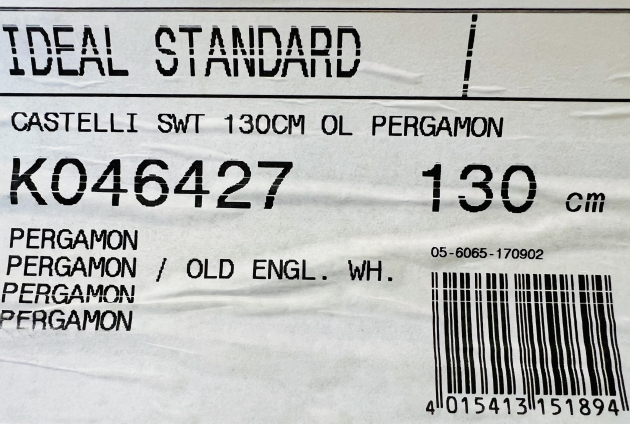 IDEAL STANDARD
CASTELLI SWT 130CM OL PERGAMON
K046427 130 cm
PERGAMON
PERGAMON / OLD ENGL. WH.
PERGAMON
PERGAMON
05-6065-170902
4 015413 151894